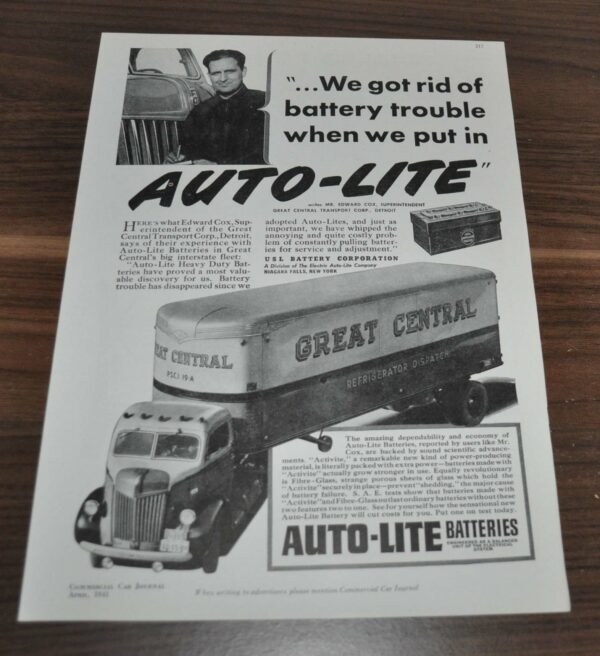 211
"...We got rid of
battery trouble
when we put in
AUTO-LITE"
writes MR. EDWARD COX, SUPERINTENDENT
GREAT CENTRAL TRANSPORT CORP., DETROIT
HERE'S what Edward Cox, Sup-
erintendent of the Great
Central Transport Corp., Detroit,
says of their experience with
Auto-Lite Batteries in Great
Central's big interstate fleet:
"Auto-Lite Heavy Duty Bat-
teries have proved a most valu-
able discovery for us. Battery
trouble has disappeared since we
adopted Auto-Lites, and just as
important, we have whipped the
annoying and quite costly prob-
lem of constantly pulling batter-
ies for service and adjustment."
USL BATTERY CORPORATION
A Division of The Electric Auto-Lite Company
NIAGARA FALLS, NEW YORK
GREAT CENTRAL
REFRIGERATOR DISPATCH
EAT CENTRAL
PSCJ 19-A
The amazing dependability and economy of
Auto-Lite Batteries, reported by users like Mr.
Cox, are backed by sound scientific advance-
ments. "Activite," a remarkable new kind of power-producing
material, is literally packed with extra power—batteries made with
"Activite" actually grow stronger in use. Equally revolutionary
is Fibre-Glass, strange porous sheets of glass which hold the
"Activite" securely in place—prevent "shedding," the major cause
of battery failure. S. A. E. tests show that batteries made with
"Activite" and Fibre-Glass outlast ordinary batteries without these
two features two to one. See for yourself how the sensational new
Auto-Lite Battery will cut costs for you. Put one on test today.
AUTO-LITE BATTERIES
ENGINEERED AS A BALANCED
UNIT OF THE ELECTRICAL
SYSTEM
COMMERCIAL CAR JOURNAL
APRIL, 1941
When writing to advertisers please mention Commercial Car Journal